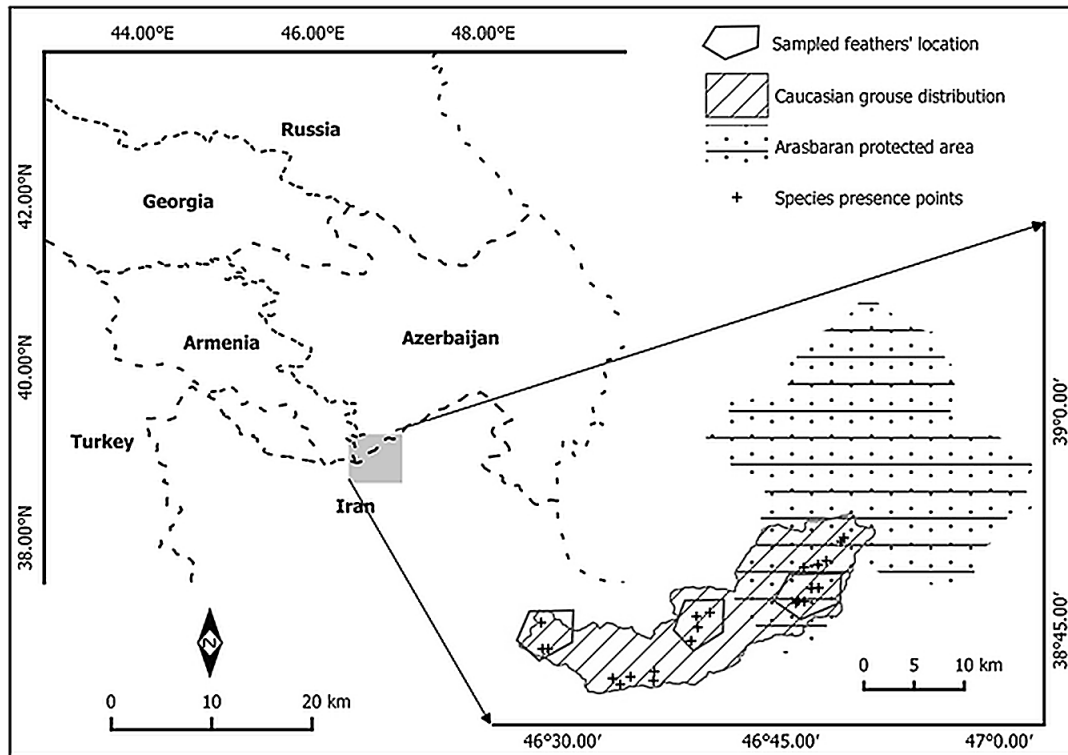 44.00°E 46.00°E 48.00°E
Sampled feathers' location
Caucasian grouse distribution
Arasbaran protected area
Species presence points
42.00°N
40.00°N
38.00°N
Russia
Georgia
Armenia
Azerbaijan
Turkey
Iran
39°0.00'
38°45.00'
N
0 10 20 km
0 5 10 km
46°30.00' 46°45.00' 47°0.00'